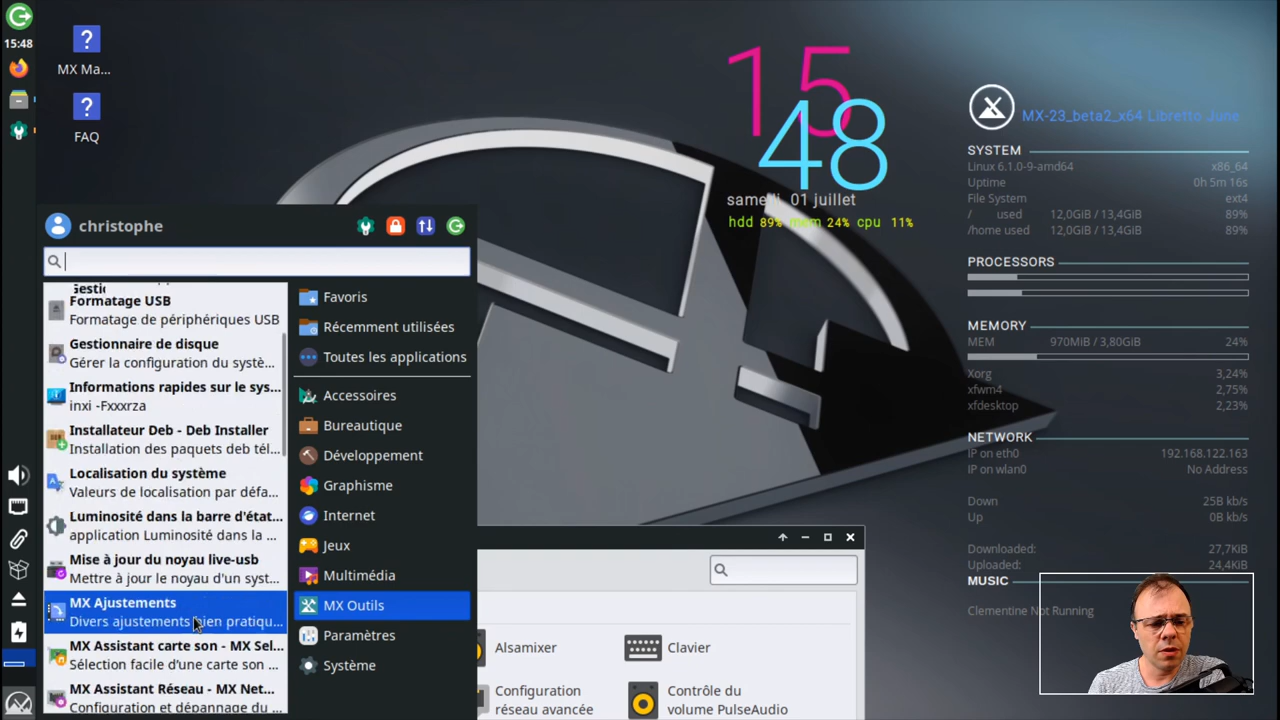 15:48
MX Ma...
FAQ
15
48
samedi, 01 juillet
hdd 89% mem 24% cpu 11%
MX-23_beta2_x64 Libretto June
SYSTEM
Linux 6.1.0-9-amd64 x86_64
Uptime 0h 5m 16s
File System ext4
/ used 12,0GiB / 13,4GiB 89%
/home used 12,0GiB / 13,4GiB 89%
PROCESSORS
MEMORY
MEM 970MiB / 3,80GiB 24%
Xorg 3,24%
xfwm4 2,75%
xfdesktop 2,23%
NETWORK
IP on eth0 192.168.122.163
IP on wlan0 No Address
Down 25B kb/s
Up 0B kb/s
Downloaded: 27,7KiB
Uploaded: 24,4KiB
MUSIC
Clementine Not Running
christophe
Formatage USB
Formatage de périphériques USB
Gestionnaire de disque
Gérer la configuration du systè...
Informations rapides sur le sys...
inxi -Fxxxrza
Installateur Deb - Deb Installer
Installation des paquets deb tél...
Localisation du système
Valeurs de localisation par défa...
Luminosité dans la barre d'état...
application Luminosité dans la ...
Mise à jour du noyau live-usb
Mettre à jour le noyau d'un syst...
MX Ajustements
Divers ajustements bien pratiqu...
MX Assistant carte son - MX Sel...
Sélection facile d'une carte son ...
MX Assistant Réseau - MX Net...
Configuration et dépannage du ...
Favoris
Récemment utilisées
Toutes les applications
Accessoires
Bureautique
Développement
Graphisme
Internet
Jeux
Multimédia
MX Outils
Paramètres
Système
Alsamixer
Clavier
Configuration
réseau avancée
Contrôle du
volume PulseAudio